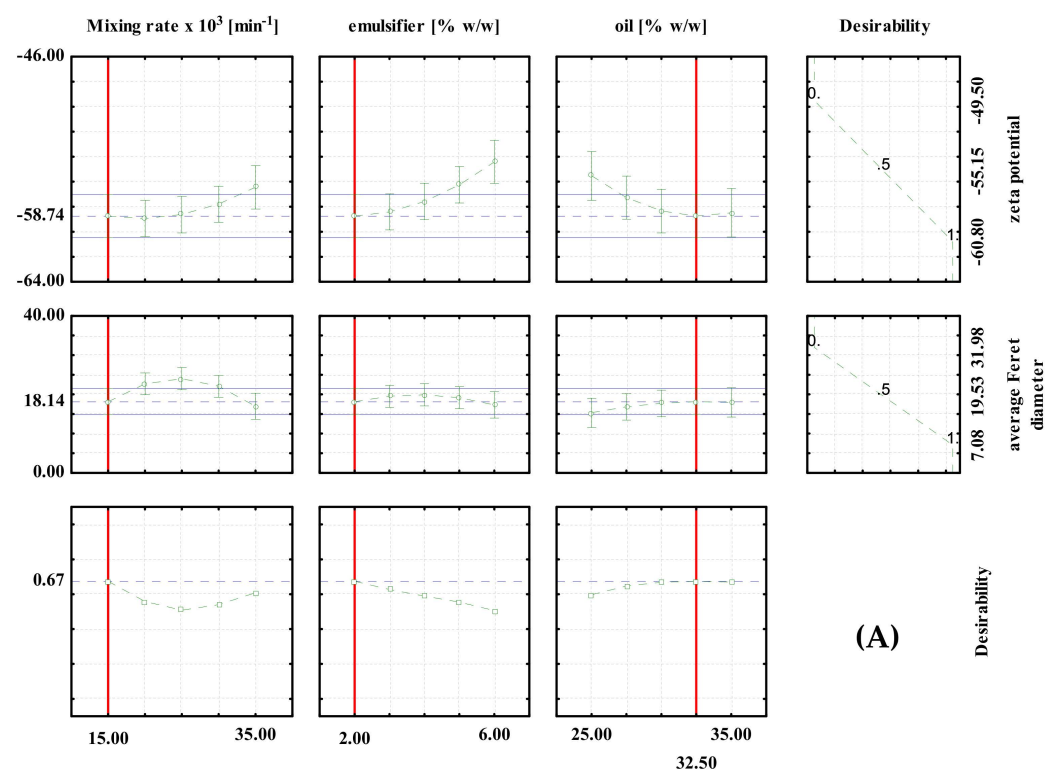 Mixing rate x 10³ [min⁻¹]
emulsifier [% w/w]
oil [% w/w]
Desirability
-46.00
-58.74
-64.00
0.
.5
1.
-49.50
-55.15
-60.80
zeta potential
40.00
18.14
0.00
0.
.5
1.
31.98
19.53
7.08
average Feret
diameter
0.67
(A)
Desirability
15.00
35.00
2.00
6.00
25.00
35.00
32.50